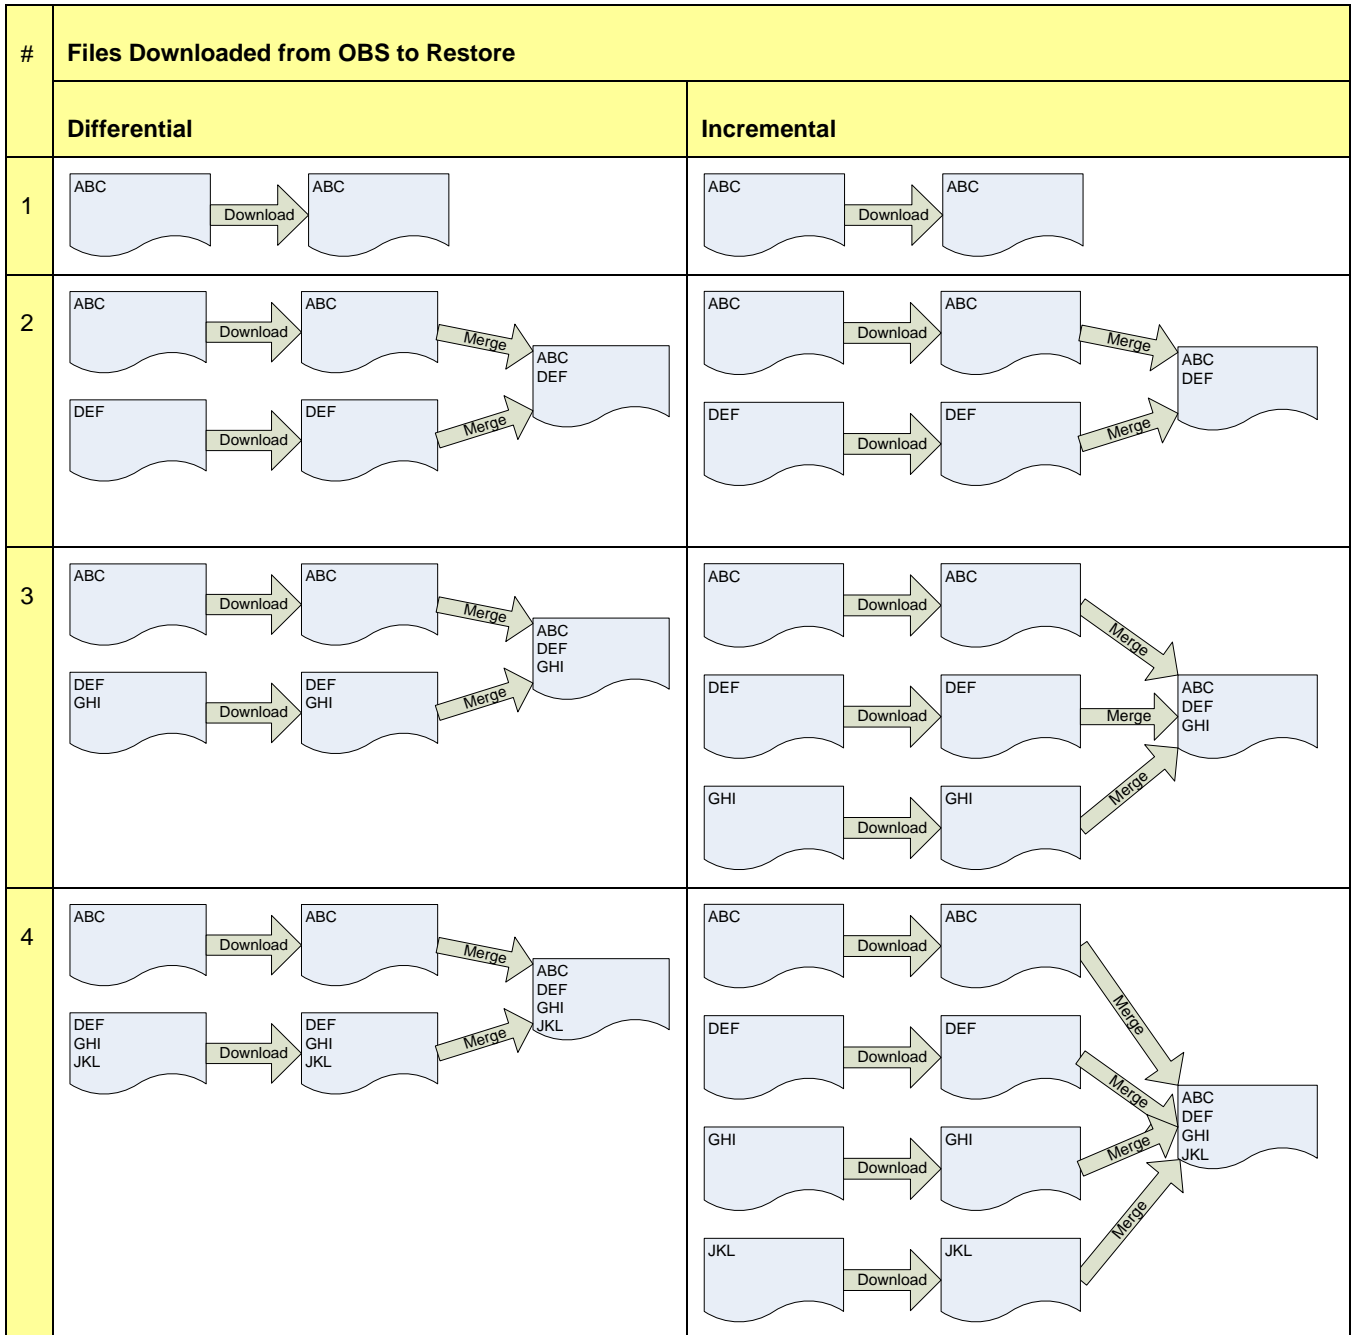 #
Files Downloaded from OBS to Restore
Differential
Incremental
1
ABC
Download
ABC
ABC
Download
ABC
2
ABC
Download
ABC
Merge
DEF
Download
DEF
Merge
ABC
DEF
ABC
Download
ABC
Merge
DEF
Download
DEF
Merge
ABC
DEF
3
ABC
Download
ABC
Merge
DEF
GHI
Download
DEF
GHI
Merge
ABC
DEF
GHI
ABC
Download
ABC
Merge
DEF
Download
DEF
Merge
GHI
Download
GHI
Merge
ABC
DEF
GHI
4
ABC
Download
ABC
Merge
DEF
GHI
JKL
Download
DEF
GHI
JKL
Merge
ABC
DEF
GHI
JKL
ABC
Download
ABC
Merge
DEF
Download
DEF
Merge
GHI
Download
GHI
Merge
JKL
Download
JKL
Merge
ABC
DEF
GHI
JKL